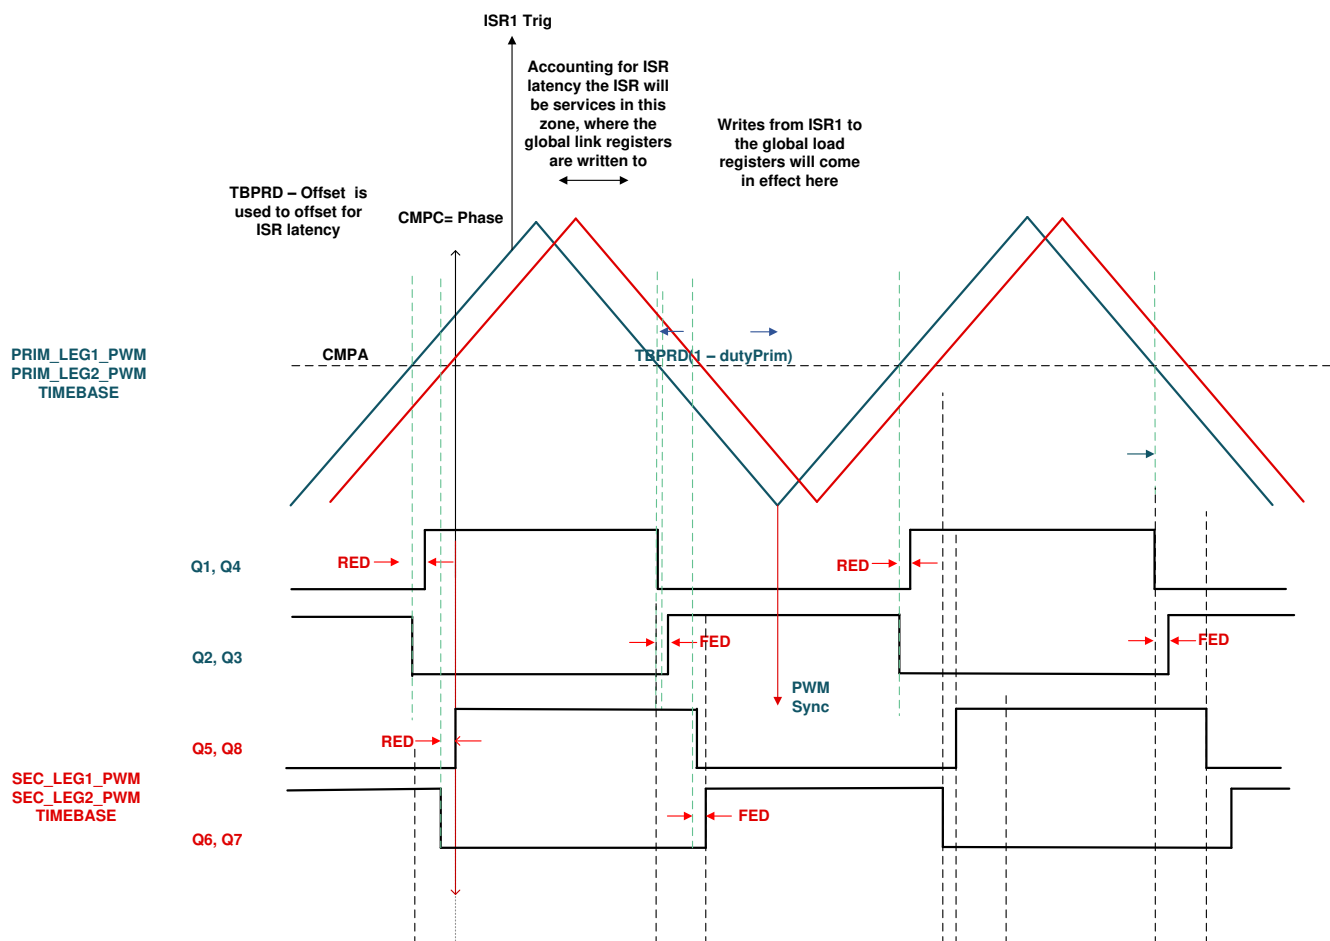 ISR1 Trig
Accounting for ISR
latency the ISR will
be services in this
zone, where the
global link registers
are written to
Writes from ISR1 to
the global load
registers will come
in effect here
TBPRD – Offset is
used to offset for
ISR latency
CMPC= Phase
PRIM_LEG1_PWM
PRIM_LEG2_PWM
TIMEBASE
CMPA
TBPRD(1 – dutyPrim)
Q1, Q4
RED
RED
Q2, Q3
FED
FED
PWM
Sync
Q5, Q8
RED
SEC_LEG1_PWM
SEC_LEG2_PWM
TIMEBASE
Q6, Q7
FED